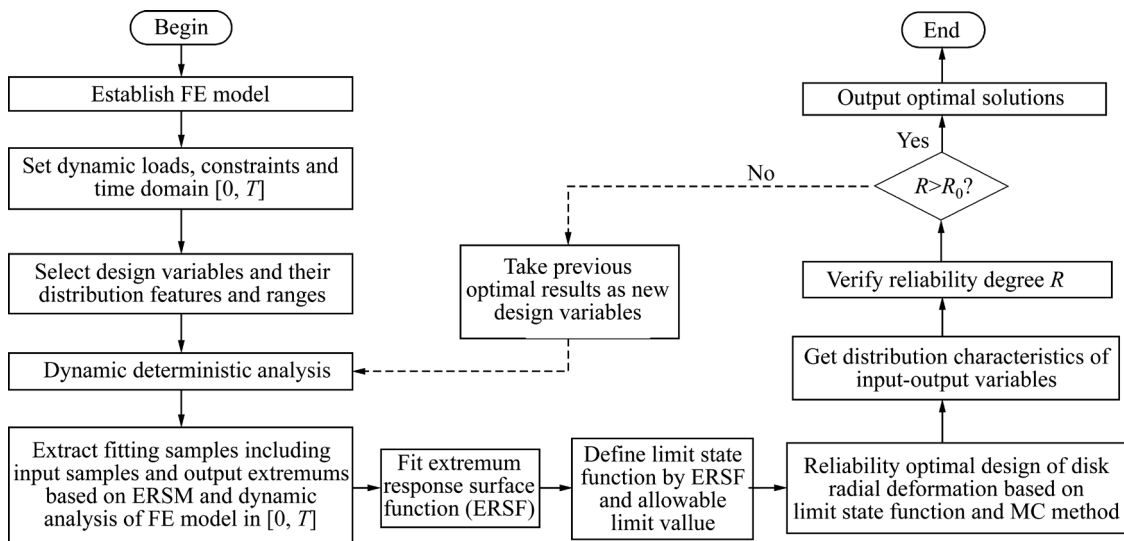 Begin
Establish FE model
Set dynamic loads, constraints and
time domain [0, T]
Select design variables and their
distribution features and ranges
Dynamic deterministic analysis
Extract fitting samples including
input samples and output extremums
based on ERSM and dynamic
analysis of FE model in [0, T]
Fit extremum
response surface
function (ERSF)
Define limit state
function by ERSF
and allowable
limit vallue
Reliability optimal design of disk
radial deformation based on
limit state function and MC method
Get distribution characteristics of
input-output variables
Verify reliability degree R
R>R₀?
No
Take previous
optimal results as new
design variables
Yes
Output optimal solutions
End